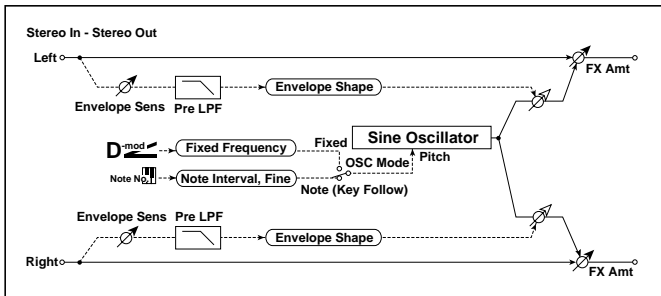 Stereo In - Stereo Out
Left
FX Amt
Envelope Shape
Envelope Sens
Pre LPF
D-mod
Fixed Frequency
Fixed
Sine Oscillator
OSC Mode
Pitch
Note No.
Note Interval, Fine
Note (Key Follow)
Envelope Sens
Pre LPF
Envelope Shape
Right
FX Amt